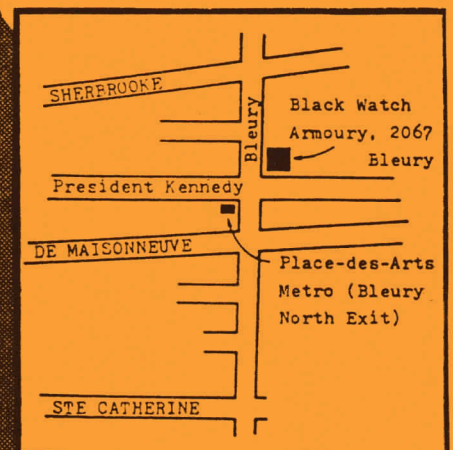 SHERBROOKE
Bleury
Black Watch
Armoury, 2067
Bleury
President Kennedy
DE MAISONNEUVE
Place-des-Arts
Metro (Bleury
North Exit)
STE CATHERINE